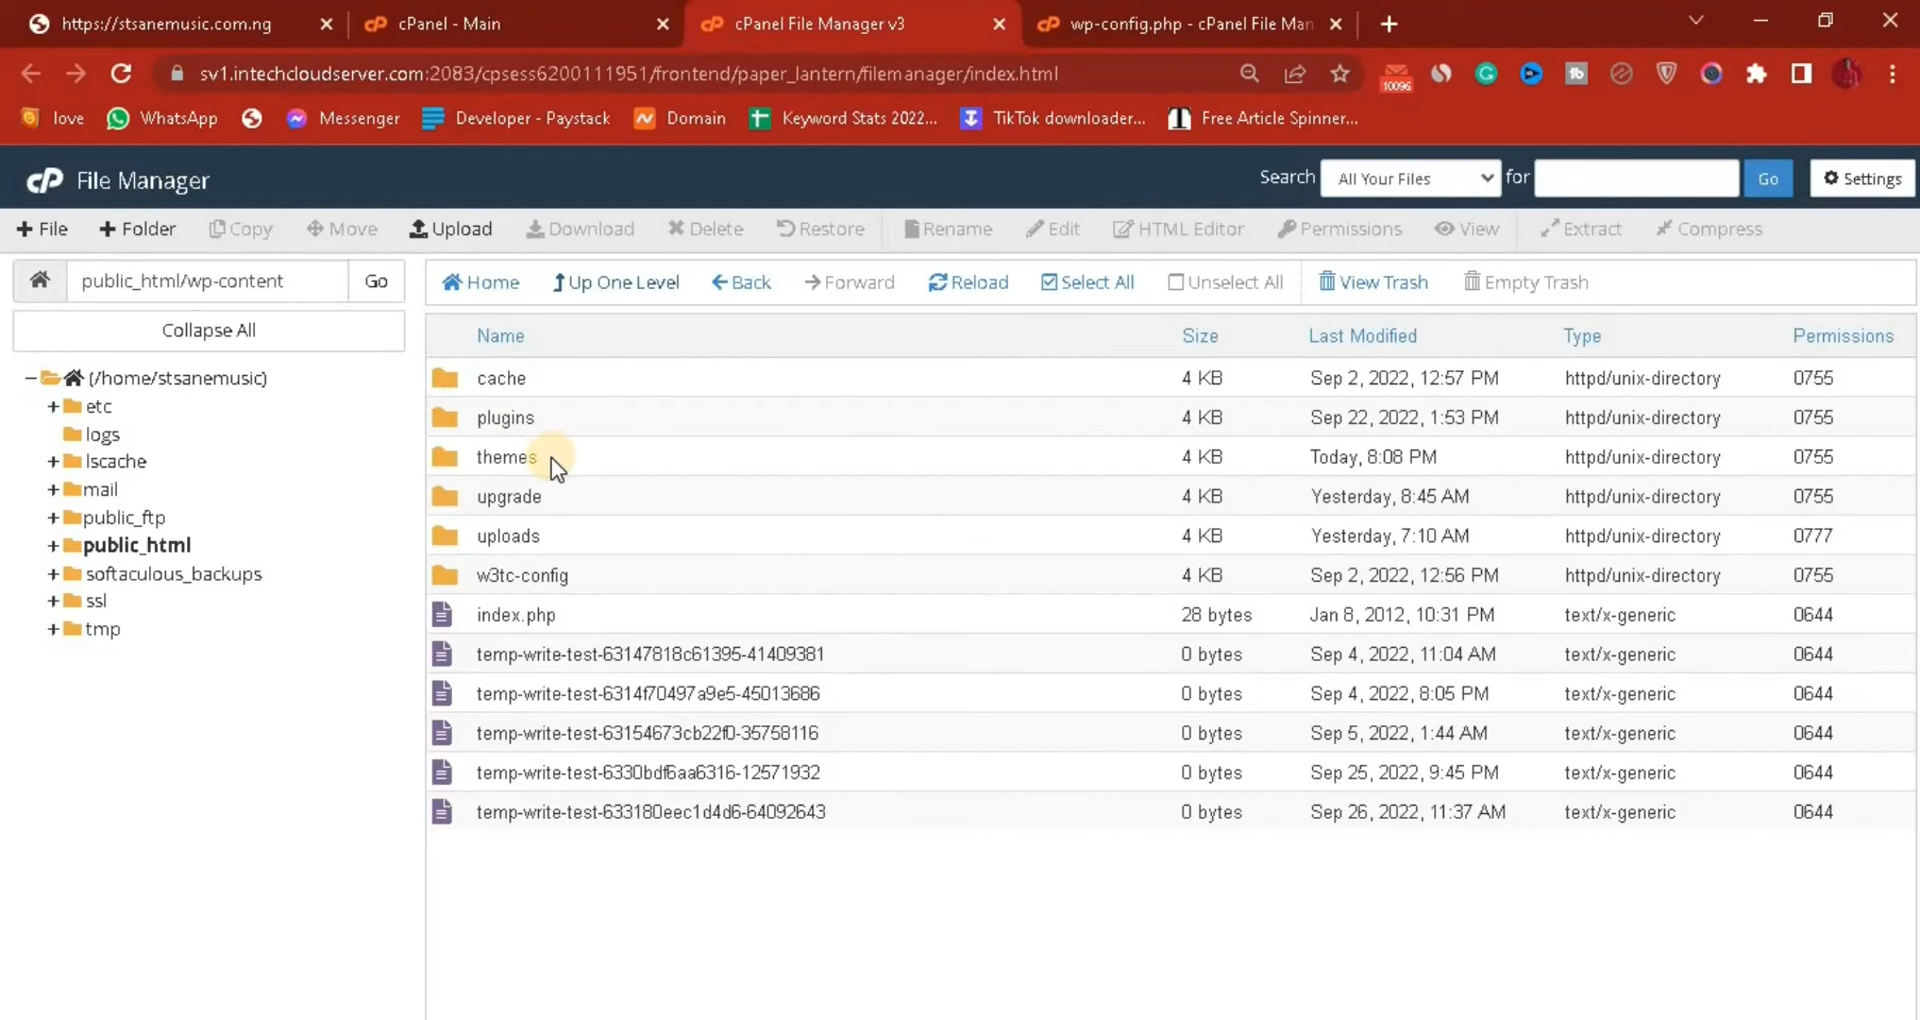 https://stsanemusic.com.ng
cPanel - Main
cPanel File Manager v3
wp-config.php - cPanel File Man
sv1.intechcloudserver.com:2083/cpsess6200111951/frontend/paper_lantern/filemanager/index.html
10096
love
WhatsApp
Messenger
Developer - Paystack
Domain
Keyword Stats 2022...
TikTok downloader...
Free Article Spinner...
cP File Manager
Search All Your Files for Go Settings
File Folder Copy Move Upload Download Delete Restore Rename Edit HTML Editor Permissions View Extract Compress
public_html/wp-content Go
Home Up One Level Back Forward Reload Select All Unselect All View Trash Empty Trash
Collapse All
(/home/stsanemusic)
etc
logs
lscache
mail
public_ftp
public_html
softaculous_backups
ssl
tmp
Name Size Last Modified Type Permissions
cache 4 KB Sep 2, 2022, 12:57 PM httpd/unix-directory 0755
plugins 4 KB Sep 22, 2022, 1:53 PM httpd/unix-directory 0755
themes 4 KB Today, 8:08 PM httpd/unix-directory 0755
upgrade 4 KB Yesterday, 8:45 AM httpd/unix-directory 0755
uploads 4 KB Yesterday, 7:10 AM httpd/unix-directory 0777
w3tc-config 4 KB Sep 2, 2022, 12:56 PM httpd/unix-directory 0755
index.php 28 bytes Jan 8, 2012, 10:31 PM text/x-generic 0644
temp-write-test-63147818c61395-41409381 0 bytes Sep 4, 2022, 11:04 AM text/x-generic 0644
temp-write-test-6314f70497a9e5-45013686 0 bytes Sep 4, 2022, 8:05 PM text/x-generic 0644
temp-write-test-63154673cb22f0-35758116 0 bytes Sep 5, 2022, 1:44 AM text/x-generic 0644
temp-write-test-6330bdf6aa6316-12571932 0 bytes Sep 25, 2022, 9:45 PM text/x-generic 0644
temp-write-test-633180eec1d4d6-64092643 0 bytes Sep 26, 2022, 11:37 AM text/x-generic 0644